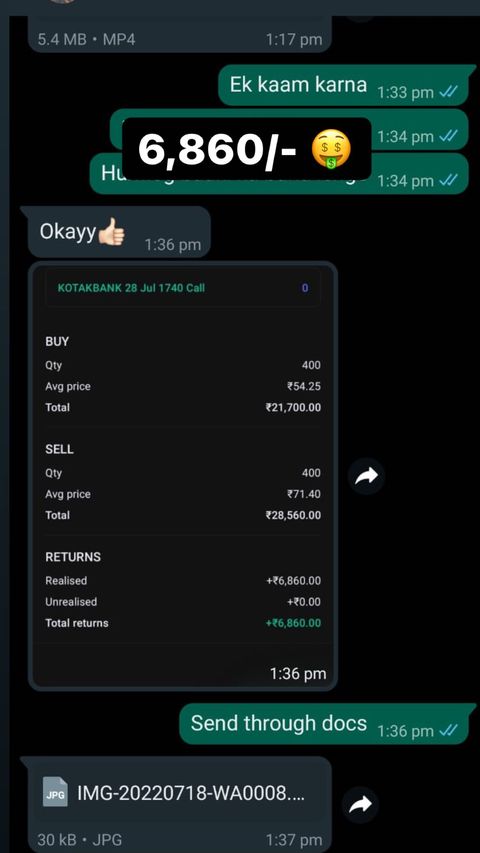 5.4 MB • MP4 1:17 pm
Ek kaam karna 1:33 pm
1:34 pm
6,860/- 🤑
1:34 pm
Okayy👍🏻 1:36 pm
KOTAKBANK 28 Jul 1740 Call 0
BUY
Qty 400
Avg price ₹54.25
Total ₹21,700.00
SELL
Qty 400
Avg price ₹71.40
Total ₹28,560.00
RETURNS
Realised +₹6,860.00
Unrealised +₹0.00
Total returns +₹6,860.00
1:36 pm
Send through docs 1:36 pm
JPG IMG-20220718-WA0008....
30 kB • JPG 1:37 pm